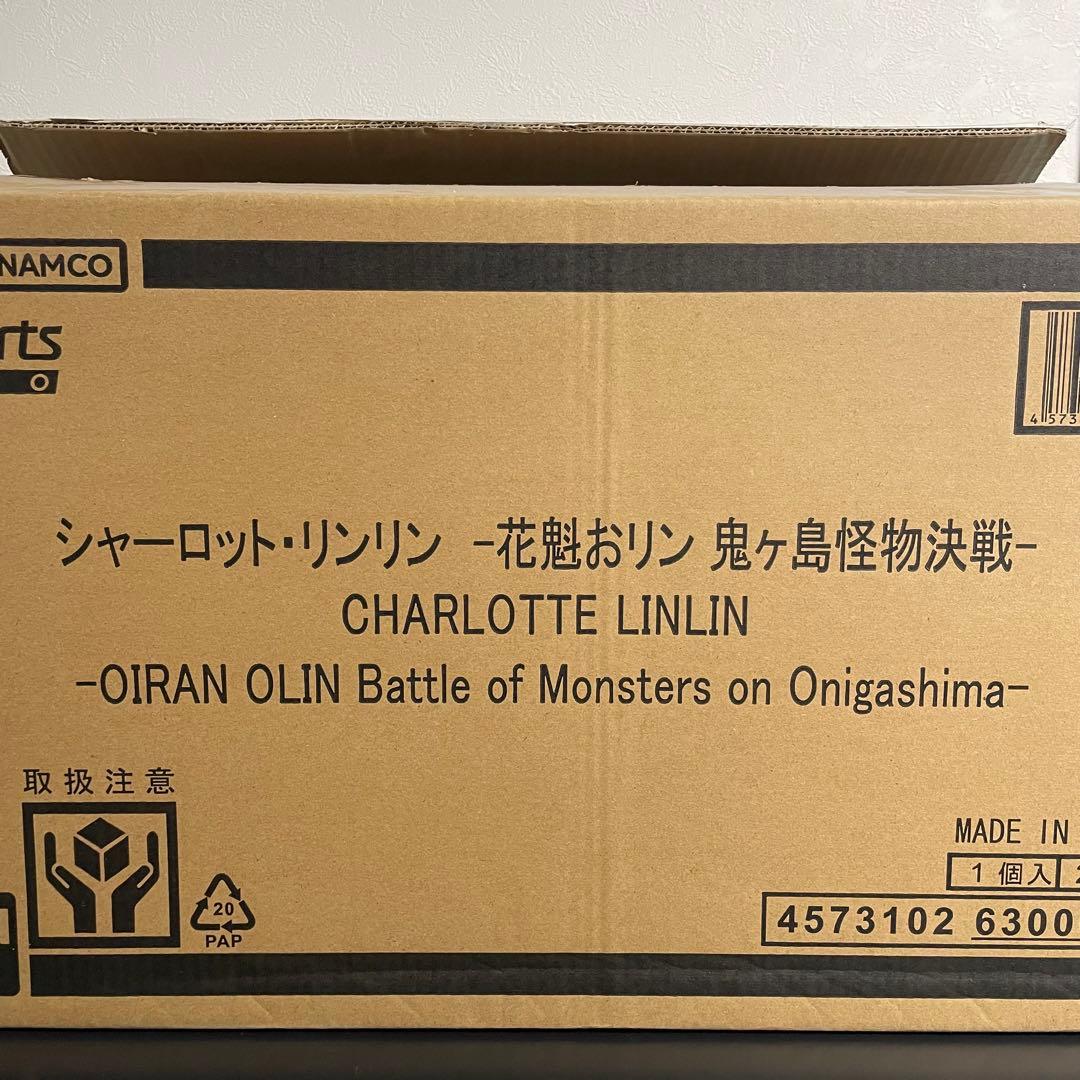 NAMCO
rts
4 573
シャーロット・リンリン -花魁おリン 鬼ヶ島怪物決戦-
CHARLOTTE LINLIN
-OIRAN OLIN Battle of Monsters on Onigashima-
取扱注意
20
PAP
MADE IN
1個入
4573102 6300